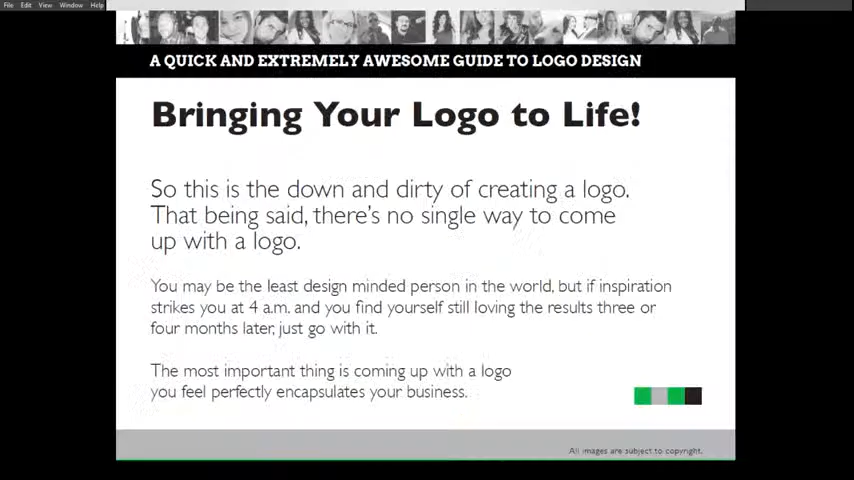 File Edit View Window Help
A QUICK AND EXTREMELY AWESOME GUIDE TO LOGO DESIGN
Bringing Your Logo to Life!
So this is the down and dirty of creating a logo.
That being said, there's no single way to come
up with a logo.
You may be the least design minded person in the world, but if inspiration
strikes you at 4 a.m. and you find yourself still loving the results three or
four months later, just go with it.
The most important thing is coming up with a logo
you feel perfectly encapsulates your business.
All images are subject to copyright.